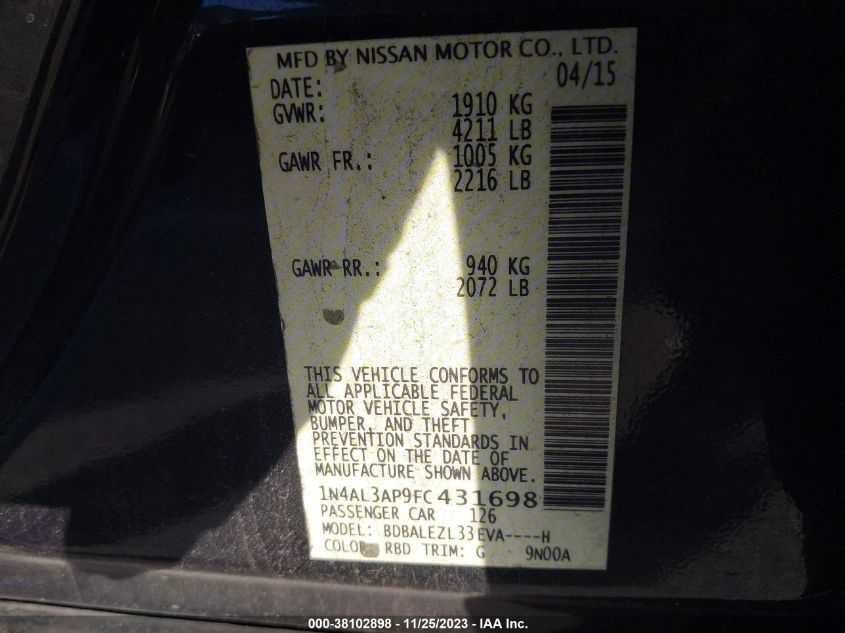 MFD BY NISSAN MOTOR CO., LTD.
DATE: 04/15
GVWR: 1910 KG
4211 LB
GAWR FR.: 1005 KG
2216 LB
GAWR RR.: 940 KG
2072 LB
THIS VEHICLE CONFORMS TO
ALL APPLICABLE FEDERAL
MOTOR VEHICLE SAFETY,
BUMPER, AND THEFT
PREVENTION STANDARDS IN
EFFECT ON THE DATE OF
MANUFACTURE SHOWN ABOVE.
1N4AL3AP9FC431698
PASSENGER CAR 126
MODEL: BDBALEZL33EVA----H
RBD TRIM: G 9N00A
000-38102898 - 11/25/2023 - IAA Inc.